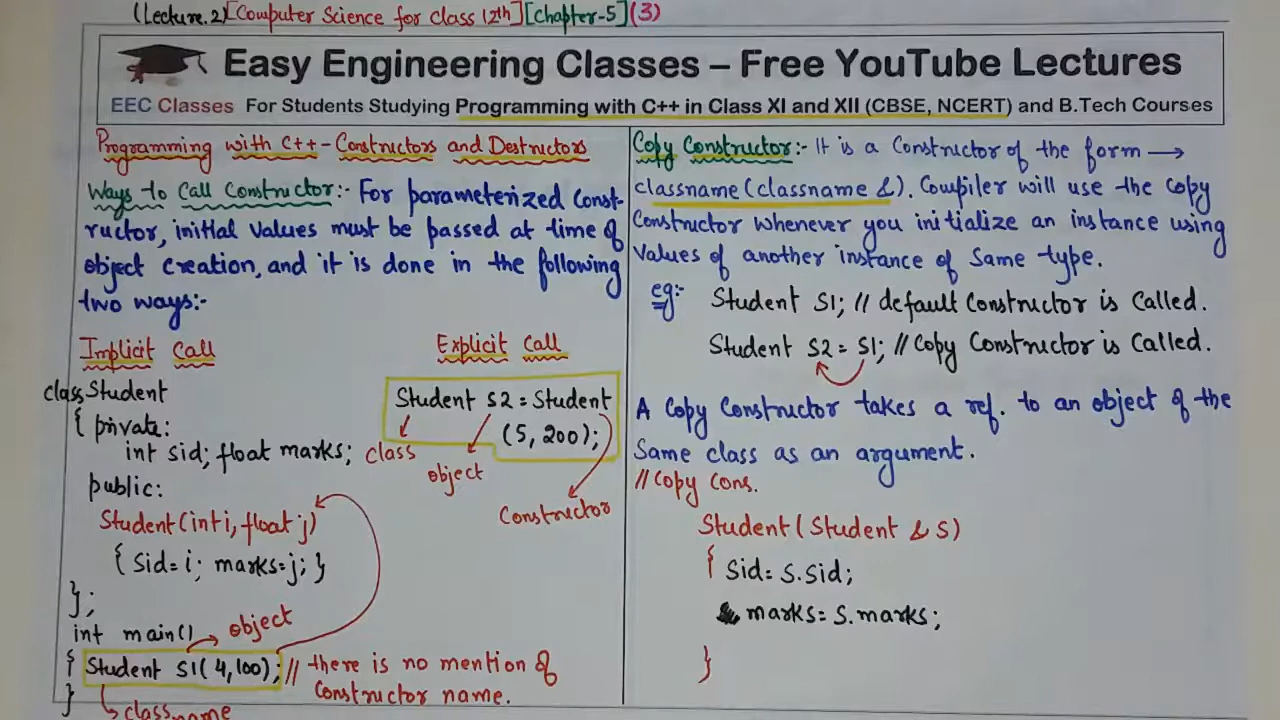 (Lecture.2)[Computer Science for class 12th][Chapter-5](3)
Easy Engineering Classes – Free YouTube Lectures
EEC Classes For Students Studying Programming with C++ in Class XI and XII (CBSE, NCERT) and B.Tech Courses
Programming with C++ - Constructors and Destructors
Ways to Call Constructor:- For parameterized Const-
ructor, initial values must be passed at time of
object creation, and it is done in the following
two ways:-
Implicit Call
class Student
{ private:
int sid; float marks;
public:
Student(int i, float j)
{ Sid=i; marks=j; }
};
int main()
object
{ Student S1(4,100); // there is no mention of
Constructor name.
}
classname
Explicit Call
Student S2 = Student
(5, 200);
class
object
Constructor
Copy Constructor:- It is a Constructor of the form →
classname(classname &). Compiler will use the copy
Constructor whenever you initialize an instance using
values of another instance of Same type.
eg:- Student S1; // default Constructor is Called.
Student S2 = S1; // Copy Constructor is Called.
A Copy Constructor takes a ref. to an object of the
Same class as an argument.
// Copy Cons.
Student( Student & S)
{ Sid= S.Sid;
marks= S.marks;
}